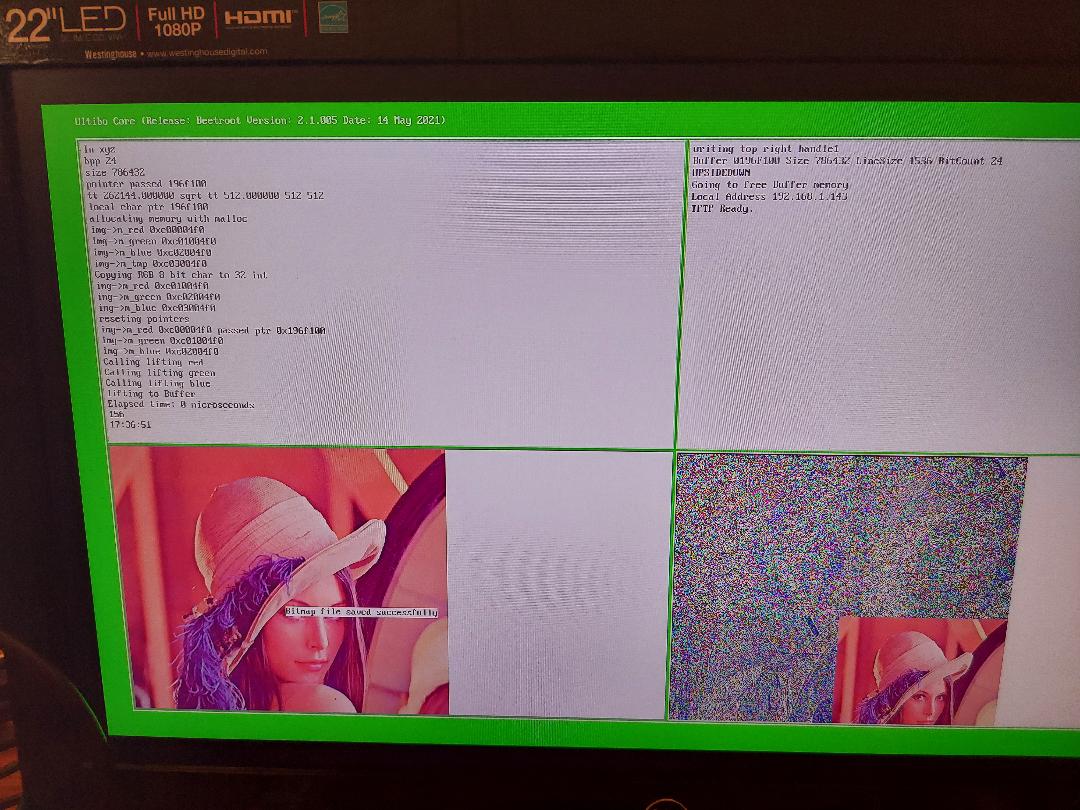 22" LED
Full HD
1080P
HDMI
Westinghouse • www.westinghousedigital.com
Ultibo Core (Release: Beetroot Version: 2.1.005 Date: 14 May 2021)
In xyz
bpp 24
size 786432
pointer passed 196f100
tt 262144.000000 sqrt tt 512.000000 512 512
local char ptr 196f100
allocating memory with malloc
img->m_red 0xc00004f0
img->m_green 0xc01004f0
img->m_blue 0xc02004f0
img->m_tmp 0xc03004f0
Copying RGB 8 bit char to 32 int
img->m_red 0xc01004f0
img->m_green 0xc02004f0
img->m_blue 0xc03004f0
reseting pointers
img->m_red 0xc00004f0 passed ptr 0x196f100
img->m_green 0xc01004f0
img->m_blue 0xc02004f0
Calling lifting red
Calling lifting green
Calling lifting blue
lifting to Buffer
Elapsed time: 0 microseconds
156
17:36:51
writing top right handle1
Buffer 0196F100 Size 786432 LineSize 1536 BitCount 24
UPSIDEDOWN
Going to free Buffer memory
Local Address 192.168.1.143
TFTP Ready.
Bitmap file saved successfully